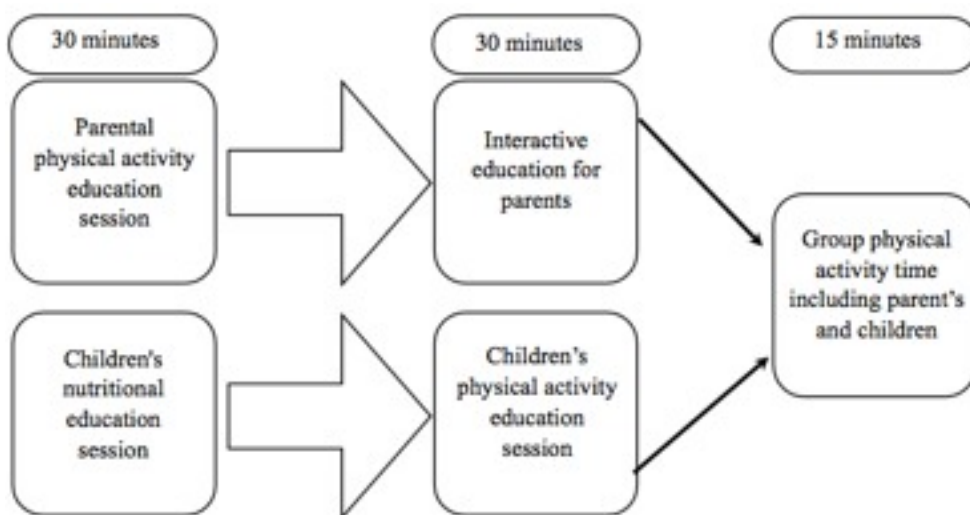 30 minutes
30 minutes
15 minutes
Parental
physical activity
education
session
Interactive
education for
parents
Group physical
activity time
including parent's
and children
Children's
nutritional
education
session
Children's
physical activity
education
session